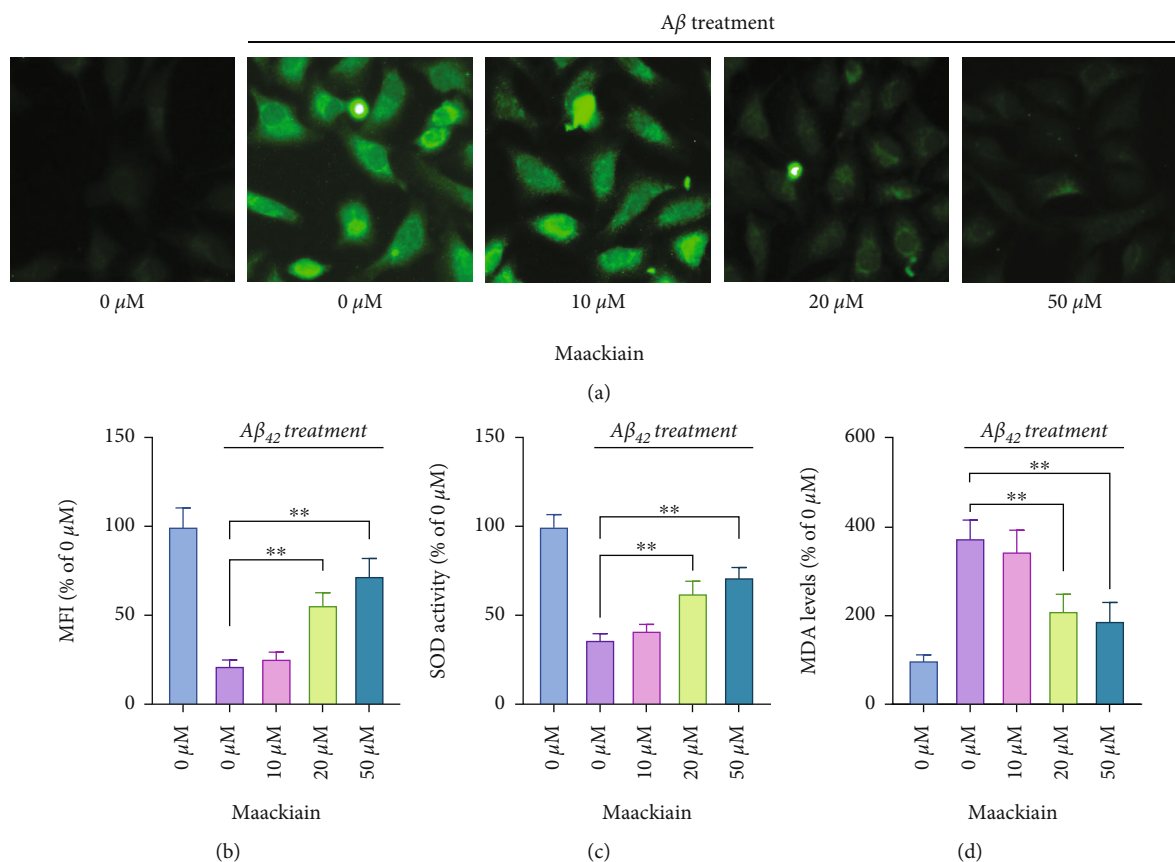 Aβ treatment
0 μM
0 μM
10 μM
20 μM
50 μM
Maackiain
(a)
Aβ42 treatment
150
100
50
0
MFI (% of 0 μM)
**
**
0 μM
0 μM
10 μM
20 μM
50 μM
Maackiain
(b)
Aβ42 treatment
150
100
50
0
SOD activity (% of 0 μM)
**
**
0 μM
0 μM
10 μM
20 μM
50 μM
Maackiain
(c)
Aβ42 treatment
600
400
200
0
MDA levels (% of 0 μM)
**
**
0 μM
0 μM
10 μM
20 μM
50 μM
Maackiain
(d)